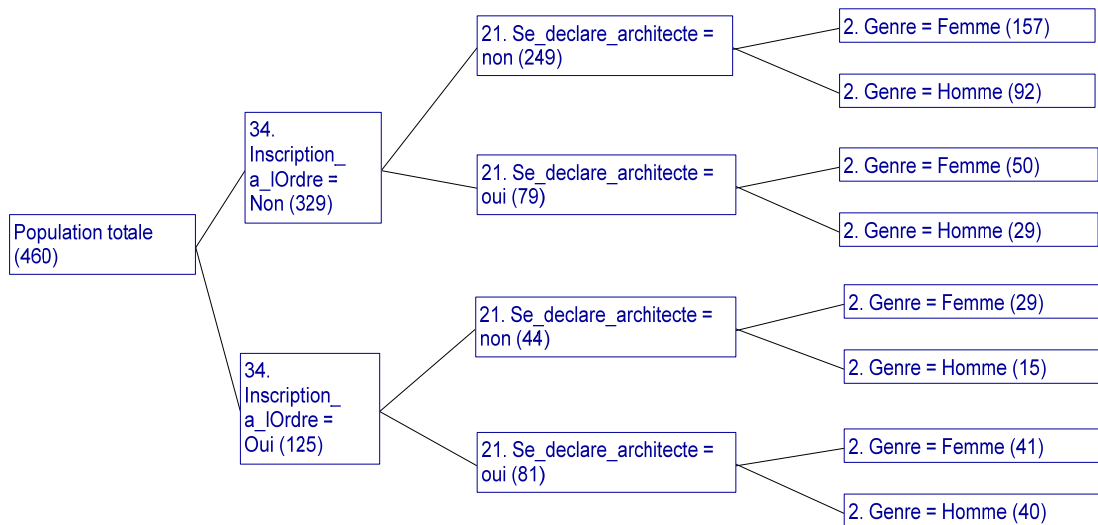 Population totale
(460)
34.
Inscription_
a_lOrdre =
Non (329)
21. Se_declare_architecte =
non (249)
2. Genre = Femme (157)
2. Genre = Homme (92)
21. Se_declare_architecte =
oui (79)
2. Genre = Femme (50)
2. Genre = Homme (29)
34.
Inscription_
a_lOrdre =
Oui (125)
21. Se_declare_architecte =
non (44)
2. Genre = Femme (29)
2. Genre = Homme (15)
21. Se_declare_architecte =
oui (81)
2. Genre = Femme (41)
2. Genre = Homme (40)